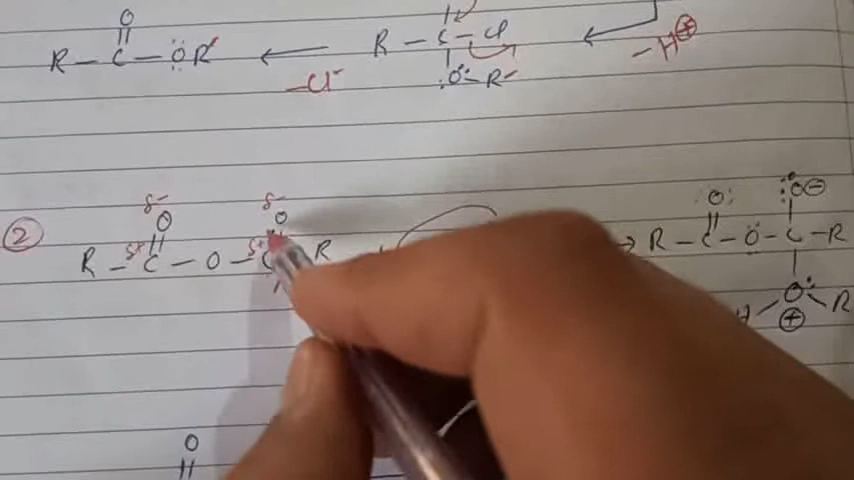 O
R — C — ÖR'
— Cl⁻
R — C — Cl
:O — R'
— H⊕
②
δ⁻ δ⁻
O O
R — δ+ C — O — δ+ C R
:O: :O⊖
→ R — C — O — C — R
H O: R
⊕
O